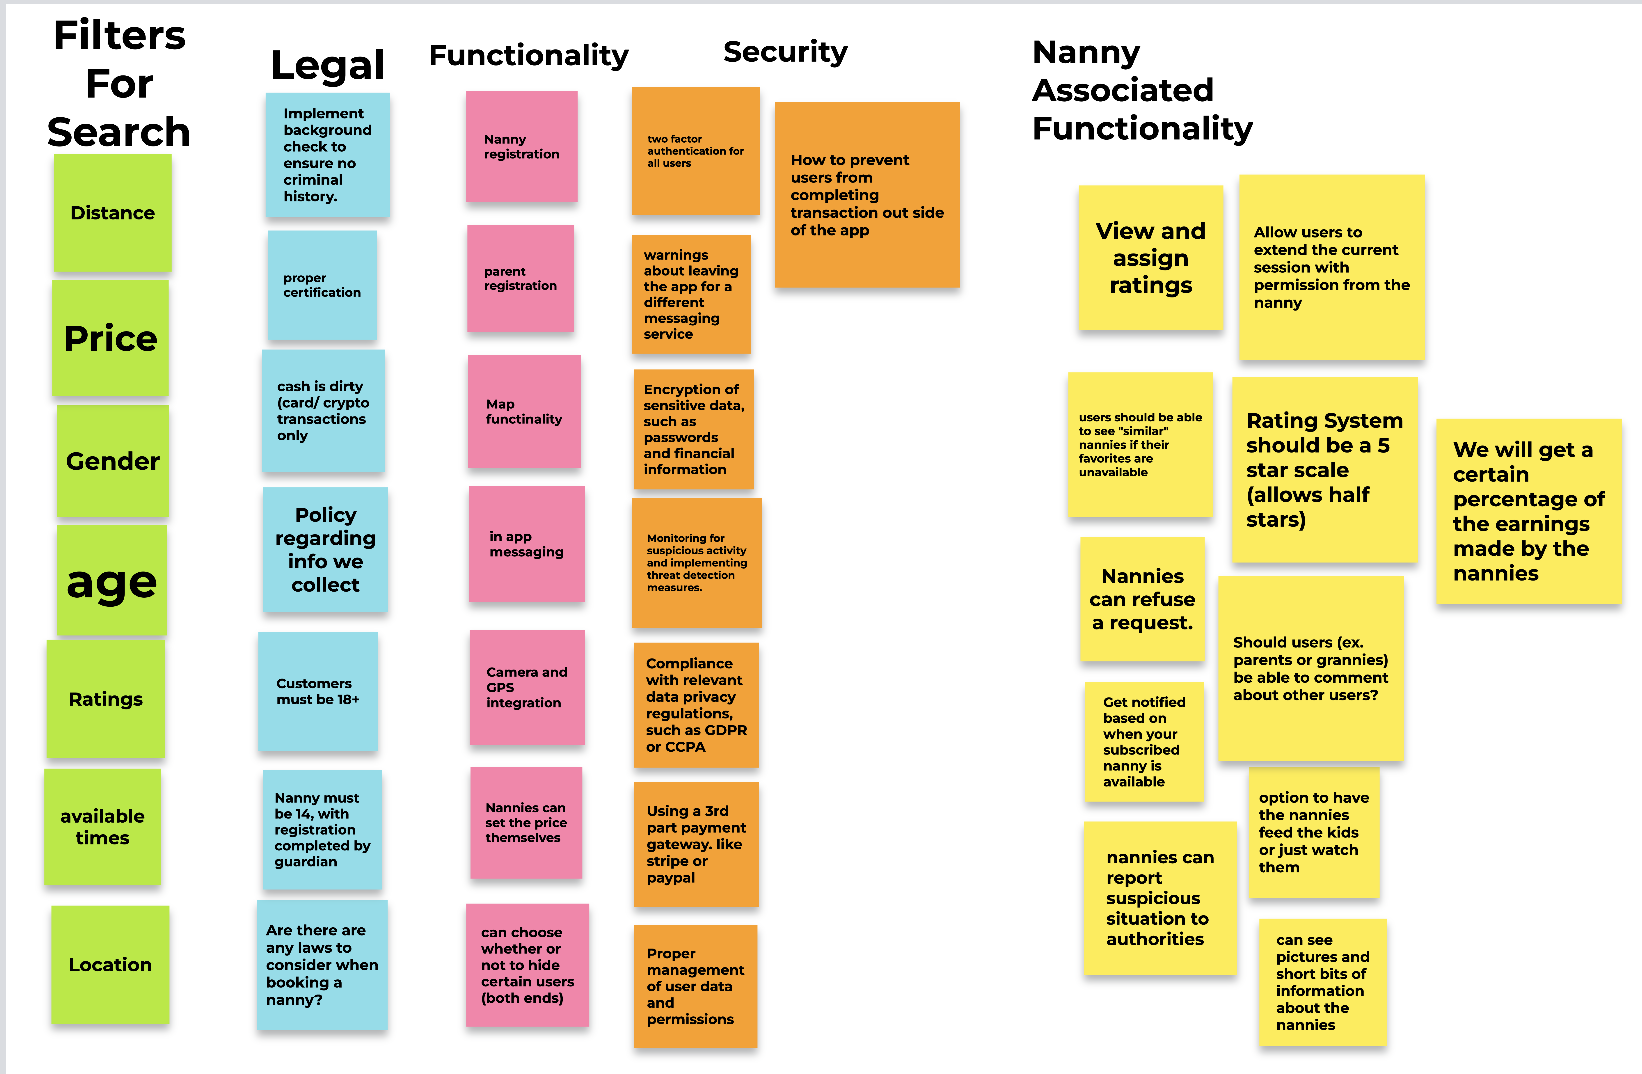 Filters
For
Search
Distance
Price
Gender
age
Ratings
available
times
Location
Legal
Implement
background
check to
ensure no
criminal
history.
proper
certification
cash is dirty
(card/ crypto
transactions
only
Policy
regarding
info we
collect
Customers
must be 18+
Nanny must
be 14, with
registration
completed by
guardian
Are there are
any laws to
consider when
booking a
nanny?
Functionality
Nanny
registration
parent
registration
Map
functinality
in app
messaging
Camera and
GPS
integration
Nannies can
set the price
themselves
can choose
whether or
not to hide
certain users
(both ends)
Security
two factor
authentication for
all users
warnings
about leaving
the app for a
different
messaging
service
Encryption of
sensitive data,
such as
passwords
and financial
information
Monitoring for
suspicious activity
and implementing
threat detection
measures.
Compliance
with relevant
data privacy
regulations,
such as GDPR
or CCPA
Using a 3rd
part payment
gateway. like
stripe or
paypal
Proper
management
of user data
and
permissions
How to prevent
users from
completing
transaction out side
of the app
Nanny
Associated
Functionality
View and
assign
ratings
Allow users to
extend the current
session with
permission from the
nanny
users should be able
to see "similar"
nannies if their
favorites are
unavailable
Rating System
should be a 5
star scale
(allows half
stars)
We will get a
certain
percentage of
the earnings
made by the
nannies
Nannies
can refuse
a request.
Should users (ex.
parents or grannies)
be able to comment
about other users?
Get notified
based on
when your
subscribed
nanny is
available
option to have
the nannies
feed the kids
or just watch
them
nannies can
report
suspicious
situation to
authorities
can see
pictures and
short bits of
information
about the
nannies